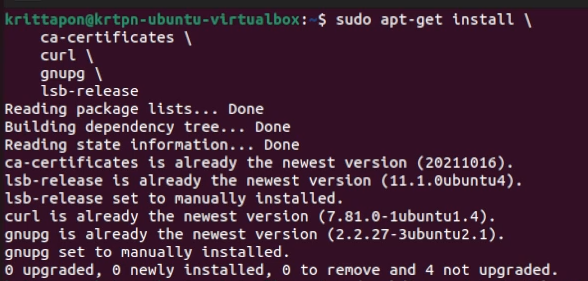 krittapon@krtpn-ubuntu-virtualbox:~$ sudo apt-get install \
    ca-certificates \
    curl \
    gnupg \
    lsb-release
Reading package lists... Done
Building dependency tree... Done
Reading state information... Done
ca-certificates is already the newest version (20211016).
lsb-release is already the newest version (11.1.0ubuntu4).
lsb-release set to manually installed.
curl is already the newest version (7.81.0-1ubuntu1.4).
gnupg is already the newest version (2.2.27-3ubuntu2.1).
gnupg set to manually installed.
0 upgraded, 0 newly installed, 0 to remove and 4 not upgraded.